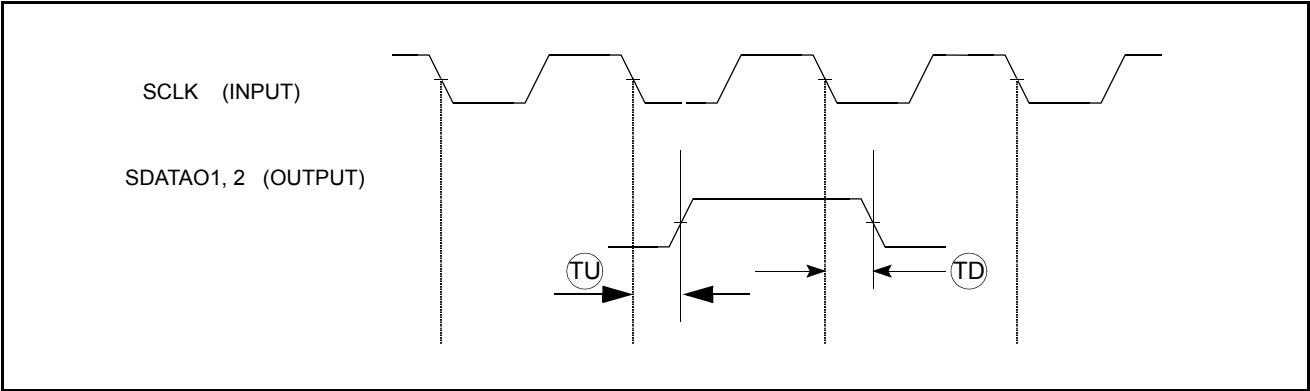 SCLK (INPUT)
SDATAO1, 2 (OUTPUT)
TU
TD